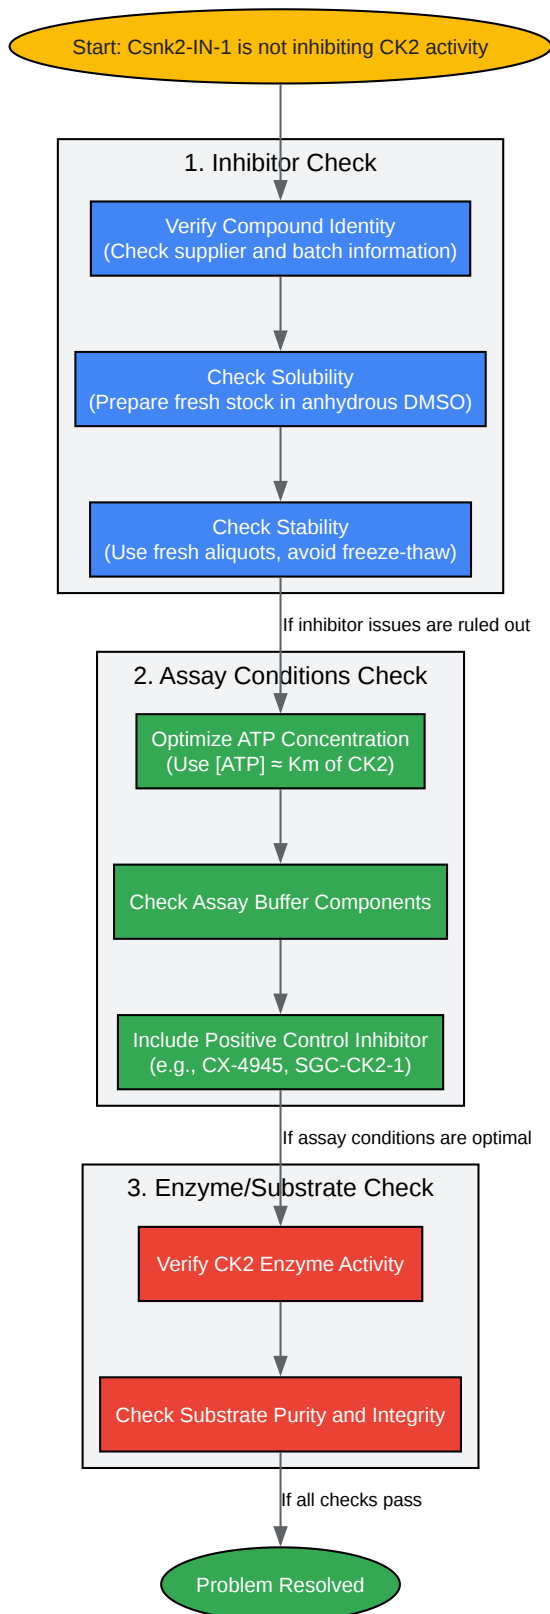 Start: Csnk2-IN-1 is not inhibiting CK2 activity
1. Inhibitor Check
Verify Compound Identity
(Check supplier and batch information)
Check Solubility
(Prepare fresh stock in anhydrous DMSO)
Check Stability
(Use fresh aliquots, avoid freeze-thaw)
If inhibitor issues are ruled out
2. Assay Conditions Check
Optimize ATP Concentration
(Use [ATP] ≈ Km of CK2)
Check Assay Buffer Components
Include Positive Control Inhibitor
(e.g., CX-4945, SGC-CK2-1)
If assay conditions are optimal
3. Enzyme/Substrate Check
Verify CK2 Enzyme Activity
Check Substrate Purity and Integrity
If all checks pass
Problem Resolved